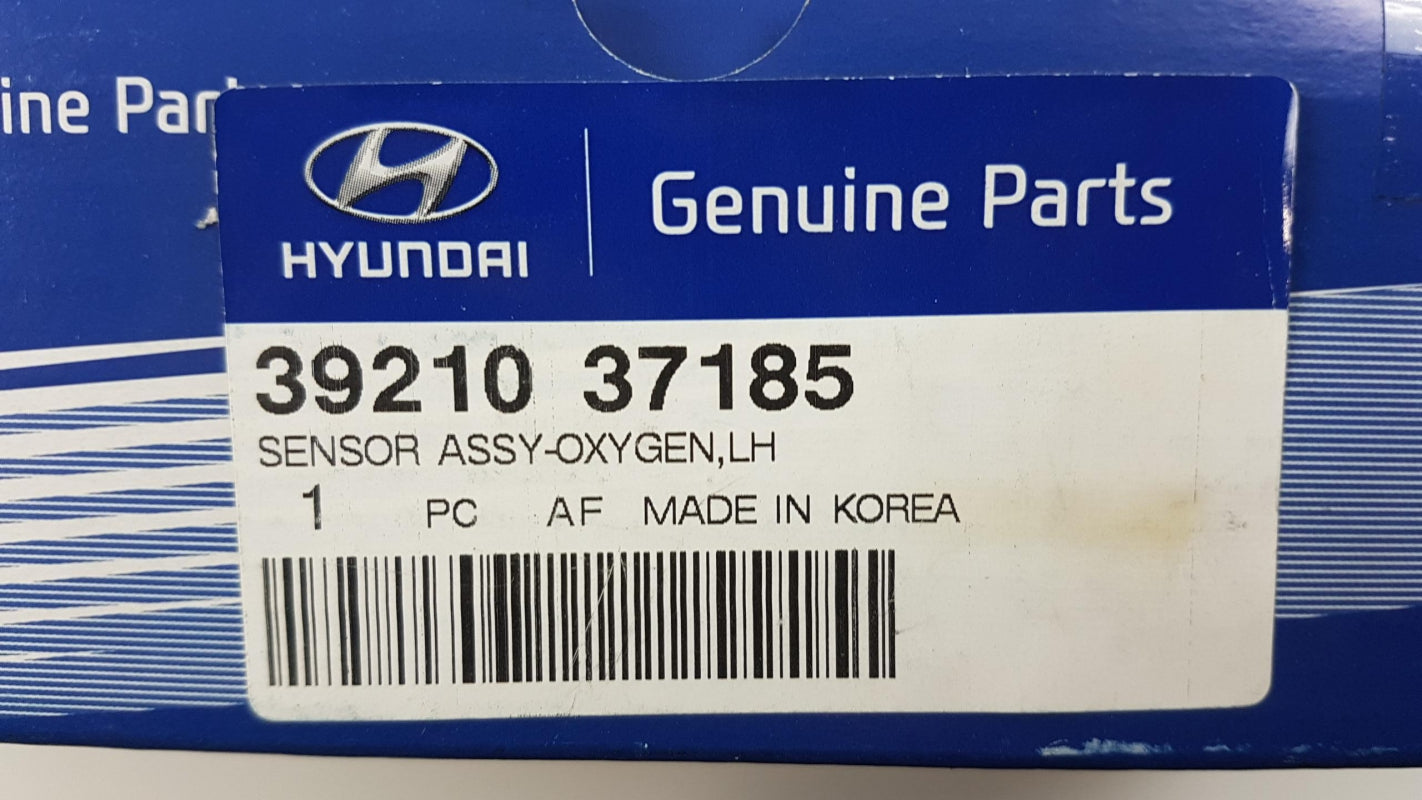 ine Par
HYUNDAI
Genuine Parts
39210 37185
SENSOR ASSY-OXYGEN,LH
1 PC AF MADE IN KOREA